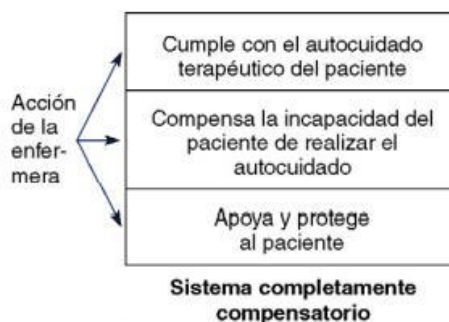 Acción
de la
enfer-
mera
Cumple con el autocuidado
terapéutico del paciente
Compensa la incapacidad del
paciente de realizar el
autocuidado
Apoya y protege
al paciente
Sistema completamente
compensatorio